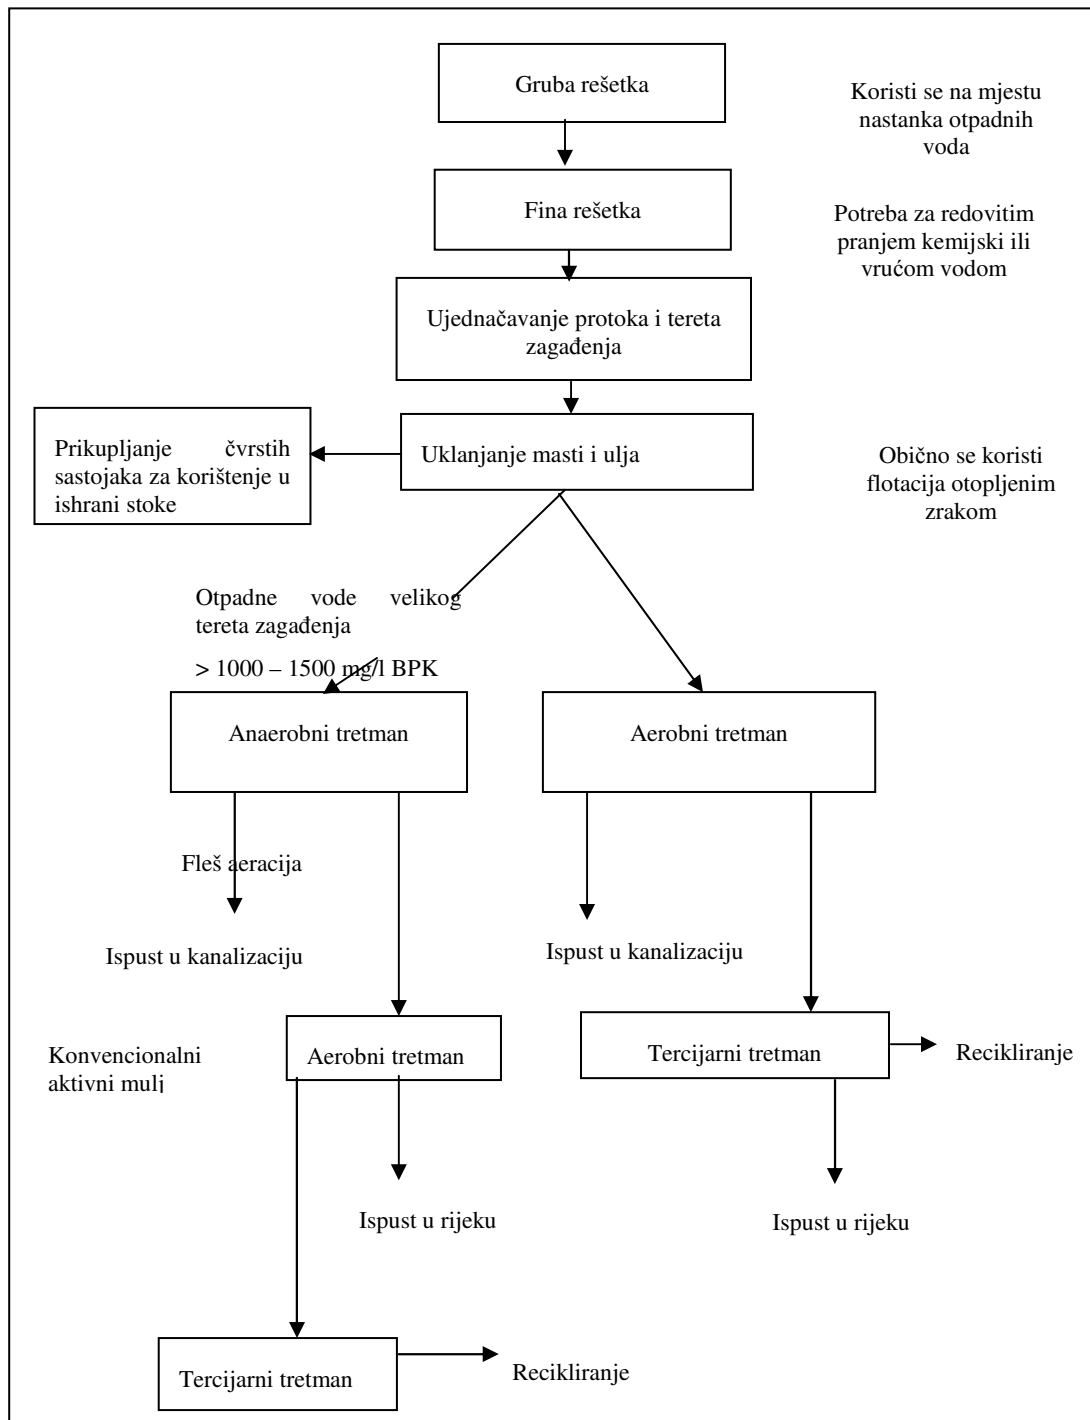 Gruba rešetka
Koristi se na mjestu
nastanka otpadnih
voda
Fina rešetka
Potreba za redovitim
pranjem kemijski ili
vrućom vodom
Ujednačavanje protoka i tereta
zagađenja
Prikupljanje čvrstih
sastojaka za korištenje u
ishrani stoke
Uklanjanje masti i ulja
Obično se koristi
flotacija otopljenim
zrakom
Otpadne vode velikog
tereta zagađenja
> 1000 – 1500 mg/l BPK
Anaerobni tretman
Aerobni tretman
Fleš aeracija
Ispust u kanalizaciju
Ispust u kanalizaciju
Konvencionalni
aktivni mulj
Aerobni tretman
Tercijarni tretman
Recikliranje
Ispust u rijeku
Ispust u rijeku
Tercijarni tretman
Recikliranje